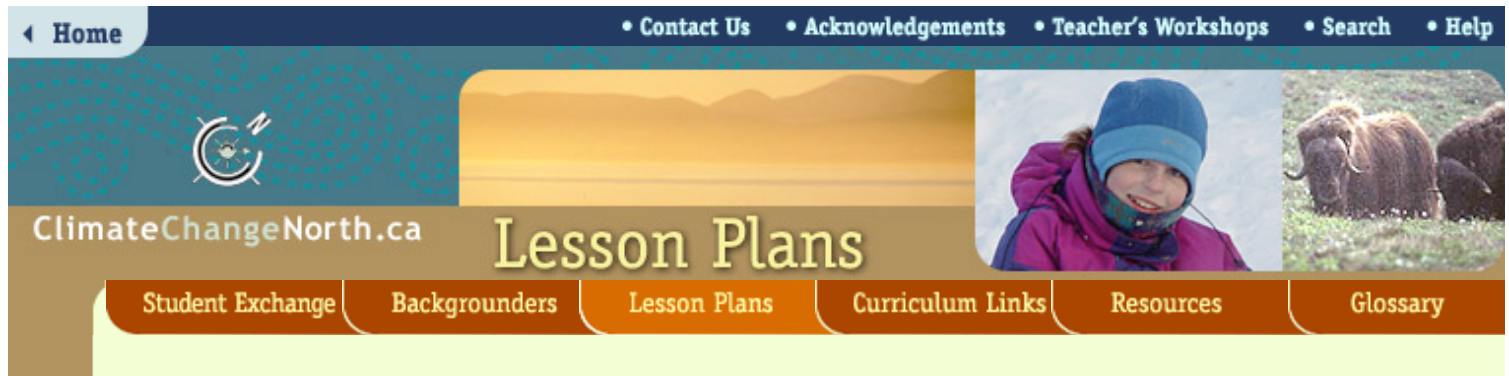 Home • Contact Us • Acknowledgements • Teacher's Workshops • Search • Help
N
ClimateChangeNorth.ca
Lesson Plans
Student Exchange Backgrounders Lesson Plans Curriculum Links Resources Glossary